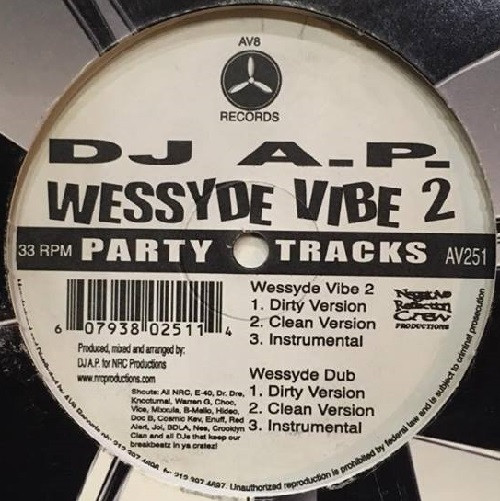 AV8
RECORDS
DJ A.P.
WESSYDE VIBE 2
33 RPM PARTY TRACKS AV251
6 07938 02511 4
Produced, mixed and arranged by:
DJ A.P. for NRC Productions
www.nrcproductions.com
Shouts: All NRC, E-40, Dr. Dre,
Knocturnal, Warren G, Choc,
Vice, Mixxula, B-Mello, Hideo,
Doc B, Cosmic Kev, Enuff, Red
Alert, Joi, BDLA, Nes, Crooklyn
Clan and all DJs that keep our
breakbeatz in ya cratez!
Wessyde Vibe 2
1. Dirty Version
2. Clean Version
3. Instrumental
Wessyde Dub
1. Dirty Version
2. Clean Version
3. Instrumental
Negative
Reflection
Crew
PRODUCTIONS
Unauthorized reproduction is prohibited by federal law and is subject to criminal prosecution